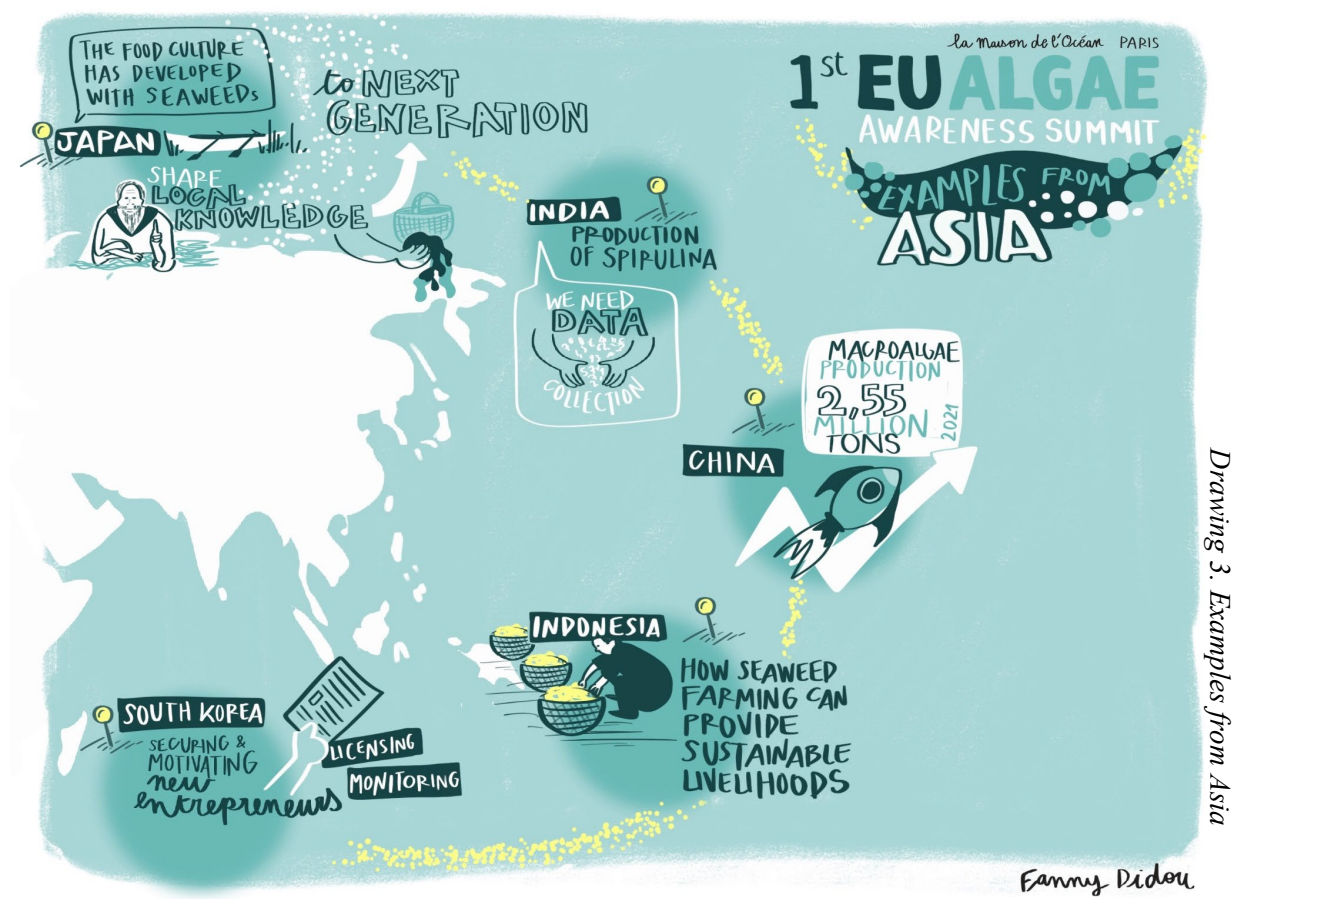 la Maison de l'Océan PARIS
1st EU ALGAE
AWARENESS SUMMIT
EXAMPLES FROM
ASIA
THE FOOD CULTURE
HAS DEVELOPED
WITH SEAWEEDs
JAPAN
SHARE
LOCAL
KNOWLEDGE
to NEXT
GENERATION
INDIA
PRODUCTION
OF SPIRULINA
WE NEED
DATA
COLLECTION
CHINA
MACROALGAE
PRODUCTION
2,55
MILLION
TONS
2021
INDONESIA
HOW SEAWEED
FARMING CAN
PROVIDE
SUSTAINABLE
LIVELIHOODS
SOUTH KOREA
SECURING &
MOTIVATING
new
entrepreneurs
LICENSING
MONITORING
Fanny Didou
Drawing 3. Examples from Asia